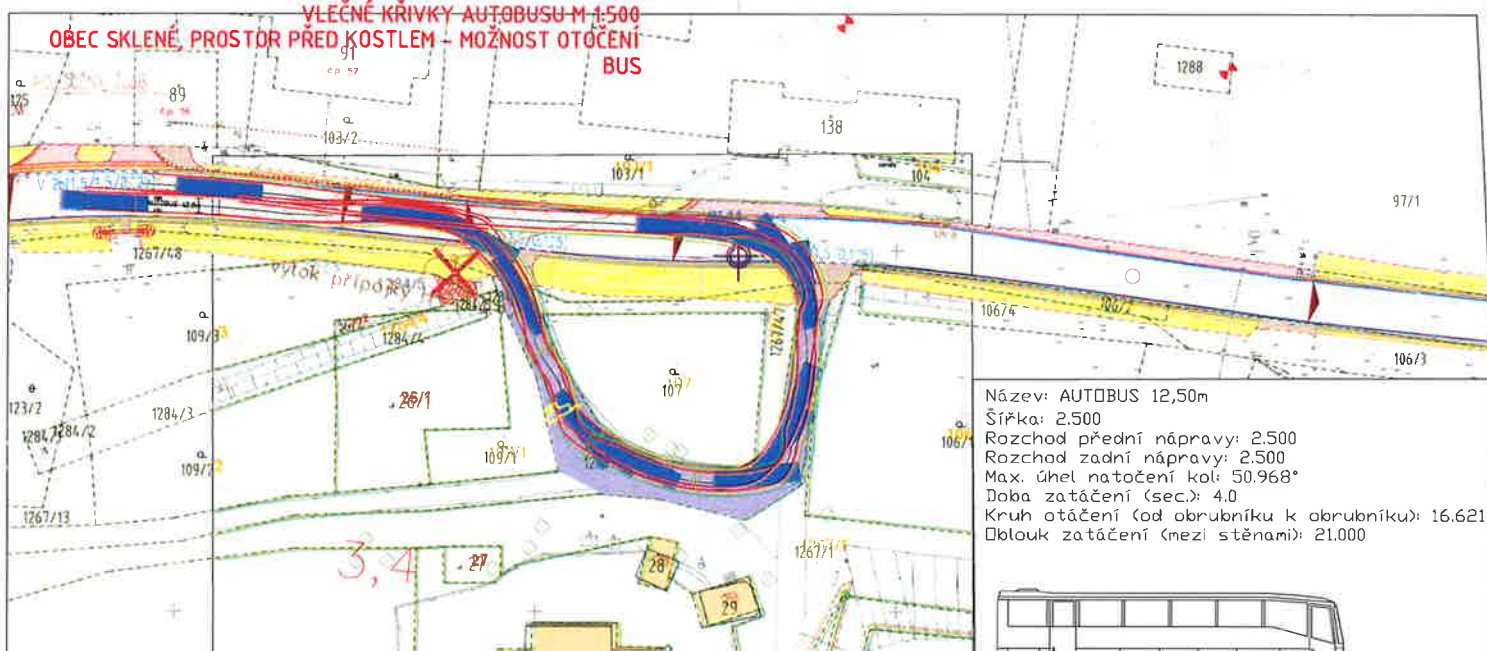 VLEČNÉ KŘIVKY AUTOBUSU M 1:500
OBEC SKLENÉ, PROSTOR PŘED KOSTLEM - MOŽNOST OTOČENÍ
BUS
91
89
103/2
138
1288
103/1
104
97/1
1267/48
výtok přípojky
109/3
1284/4
1267/47
107
106/4
106/2
106/3
123/2
1284/3
1284/2
26/1
109/1
109/2
1267/13
27
28
29
1267/1
3,4
Název: AUTOBUS 12,50m
Šířka: 2.500
Rozchod přední nápravy: 2.500
Rozchod zadní nápravy: 2.500
Max. úhel natočení kol: 50.968°
Doba zatáčení (sec.): 4.0
Kruh otáčení (od obrubníku k obrubníku): 16.621
Oblouk zatáčení (mezi stěnami): 21.000